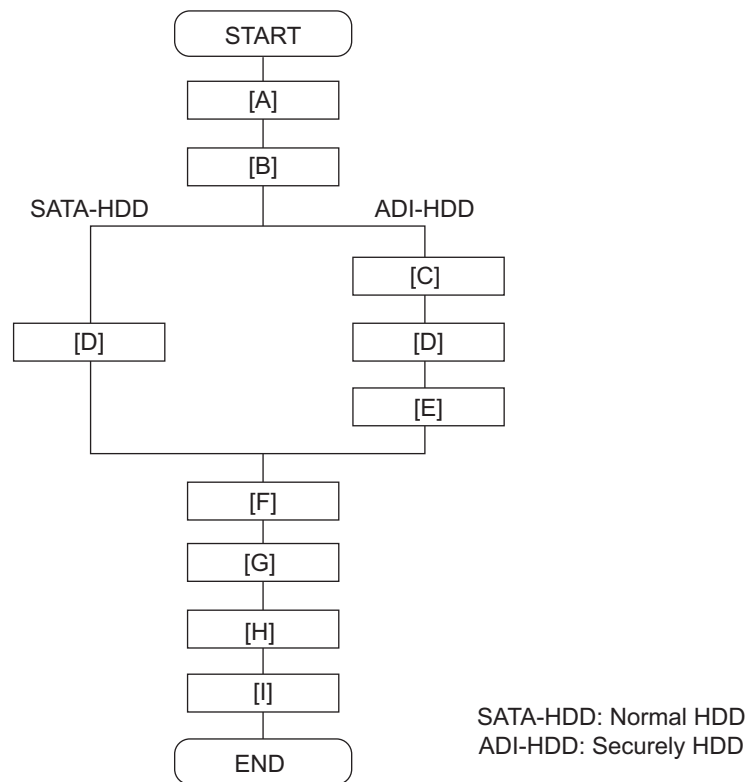 START
[A]
[B]
SATA-HDD ADI-HDD
[C]
[D] [D]
[E]
[F]
[G]
[H]
[I]
SATA-HDD: Normal HDD
ADI-HDD: Securely HDD
END